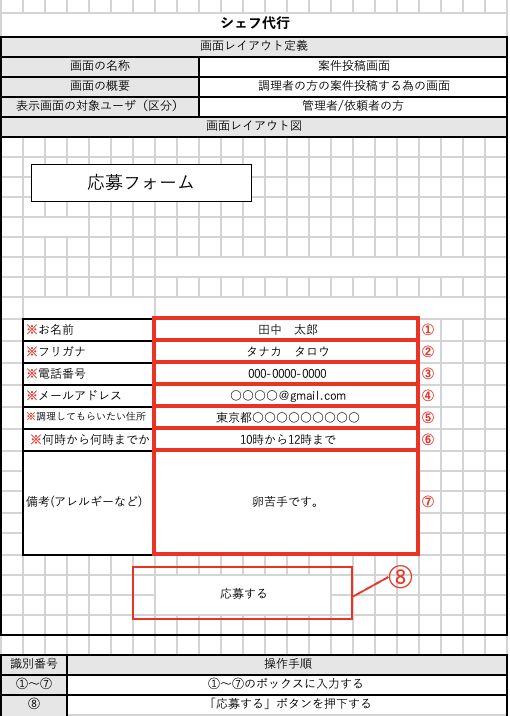 シェフ代行
画面レイアウト定義
画面の名称 案件投稿画面
画面の概要 調理者の方の案件投稿する為の画面
表示画面の対象ユーザ（区分） 管理者/依頼者の方
画面レイアウト図
応募フォーム
※お名前 田中　太郎 ①
※フリガナ タナカ　タロウ ②
※電話番号 000-0000-0000 ③
※メールアドレス 〇〇〇〇@gmail.com ④
※調理してもらいたい住所 東京都〇〇〇〇〇〇〇〇〇 ⑤
※何時から何時までか 10時から12時まで ⑥
備考(アレルギーなど) 卵苦手です。 ⑦
応募する ⑧
識別番号 操作手順
①〜⑦ ①〜⑦のボックスに入力する
⑧ 「応募する」ボタンを押下する